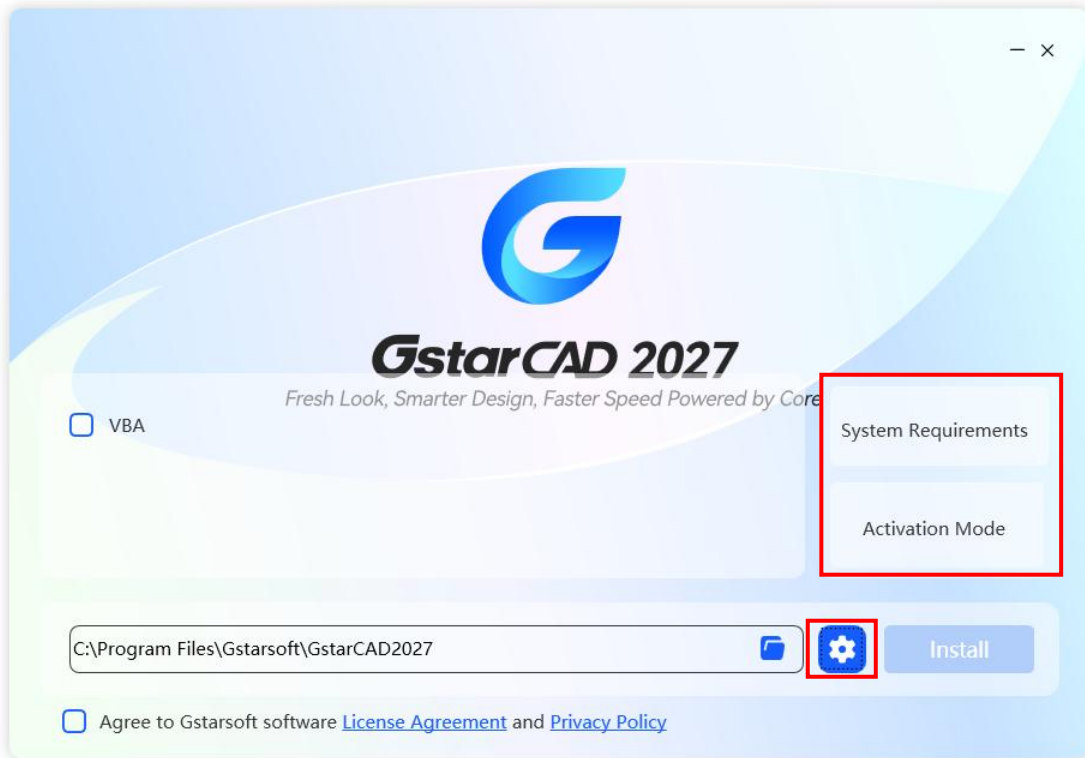 GstarCAD 2027
Fresh Look, Smarter Design, Faster Speed Powered by Core
VBA
System Requirements
Activation Mode
C:\Program Files\Gstarsoft\GstarCAD2027
Install
Agree to Gstarsoft software License Agreement and Privacy Policy